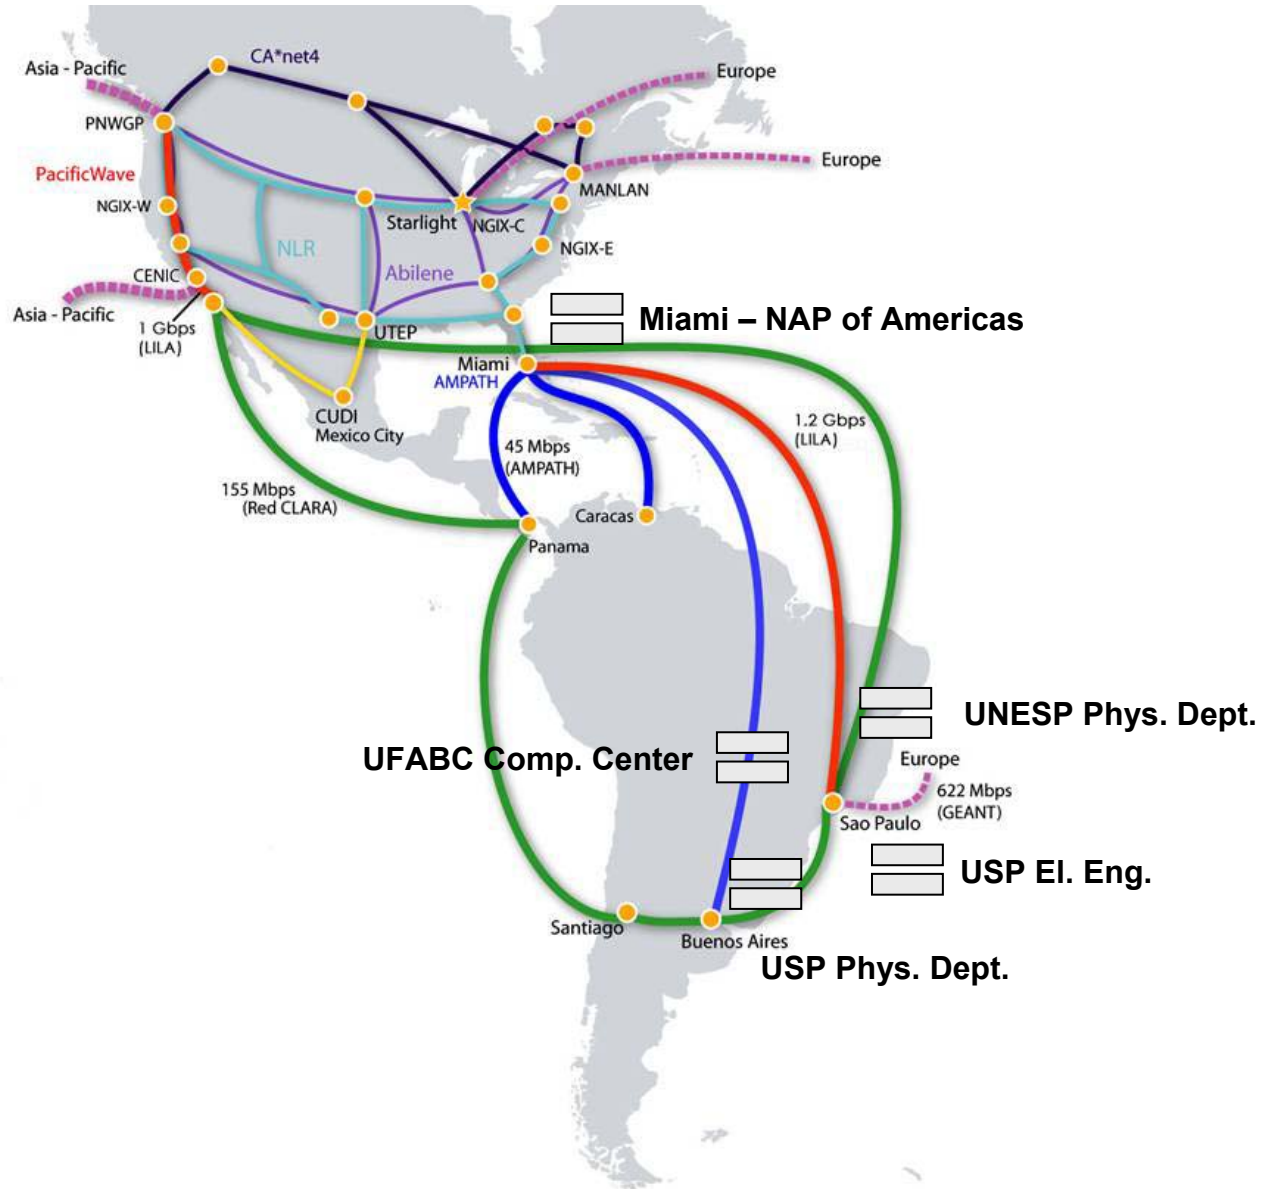 CA*net4
Asia - Pacific
Europe
PNWGP
Europe
PacificWave
MANLAN
NGIX-W
Starlight
NGIX-C
NLR
NGIX-E
Abilene
CENIC
Asia - Pacific
1 Gbps
(LILA)
UTEP
Miami – NAP of Americas
Miami
AMPATH
CUDI
Mexico City
1.2 Gbps
(LILA)
45 Mbps
(AMPATH)
155 Mbps
(Red CLARA)
Caracas
Panama
UNESP Phys. Dept.
UFABC Comp. Center
Europe
622 Mbps
(GEANT)
Sao Paulo
USP El. Eng.
Santiago
Buenos Aires
USP Phys. Dept.